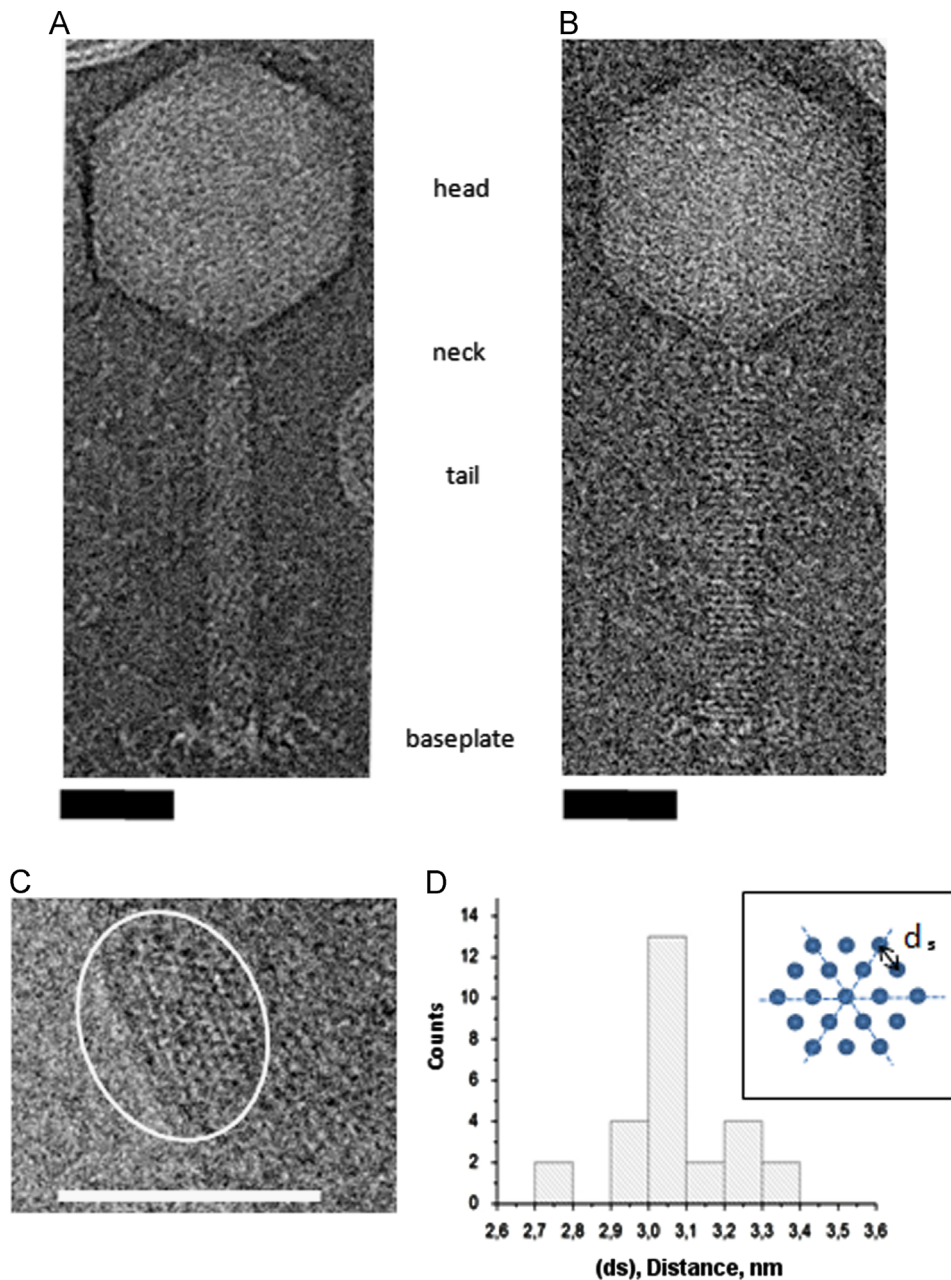 A
B
head
neck
tail
baseplate
C
D
14
12
10
8
6
4
2
0
Counts
d s
2,6 2,7 2,8 2,9 3,0 3,1 3,2 3,3 3,4 3,5 3,6
(ds), Distance, nm